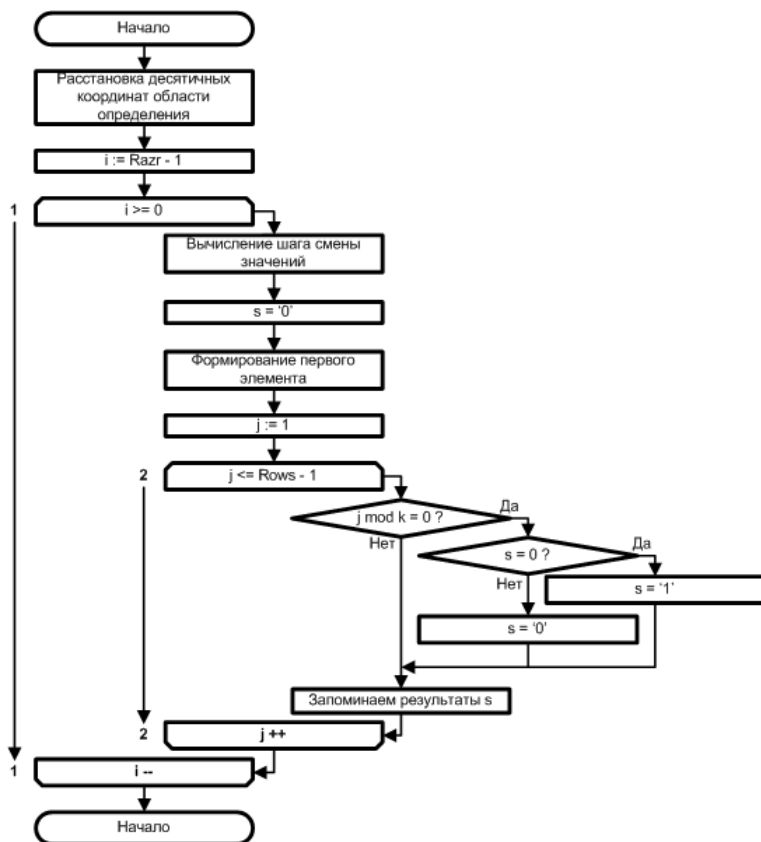 Начало
Расстановка десятичных
координат области
определения
i := Razr - 1
1
i >= 0
Вычисление шага смены
значений
s = '0'
Формирование первого
элемента
j := 1
2
j <= Rows - 1
j mod k = 0 ?
Да
Нет
s = 0 ?
Да
Нет
s = '1'
s = '0'
Запоминаем результаты s
2
j ++
1
i --
Начало